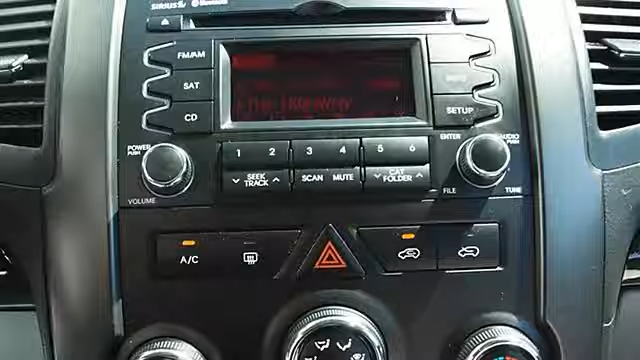 SIRIUS
Bluetooth
FM/AM
SAT
SETUP
CD
POWER
PUSH
ENTER
AUDIO
PUSH
1 2 3 4 5 6
SEEK
TRACK
SCAN MUTE
CAT
FOLDER
VOLUME
FILE
TUNE
A/C